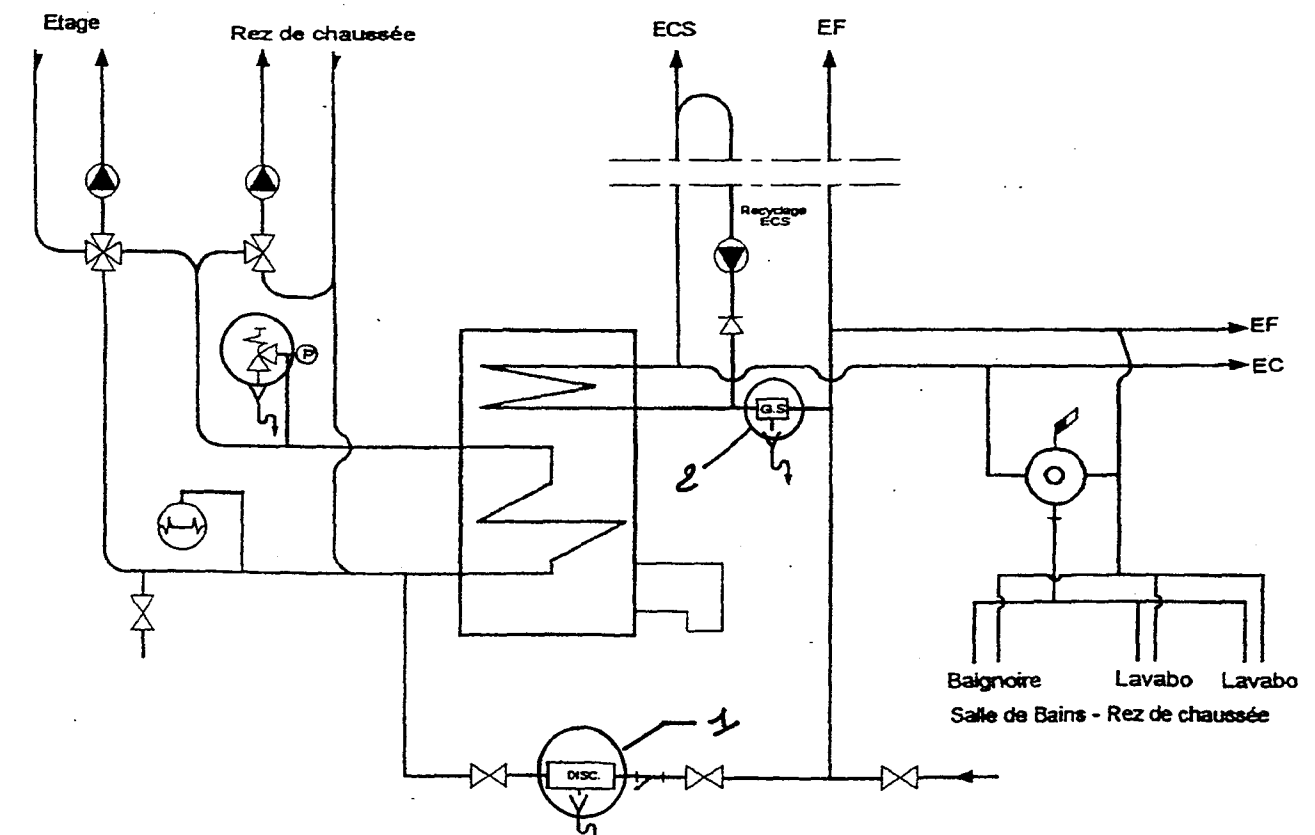 Etage
Rez de chaussée
ECS
EF
Recyclage
ECS
P
EF
EC
G.S
2
1
DISC.
Baignoire
Lavabo
Lavabo
Salle de Bains - Rez de chaussée